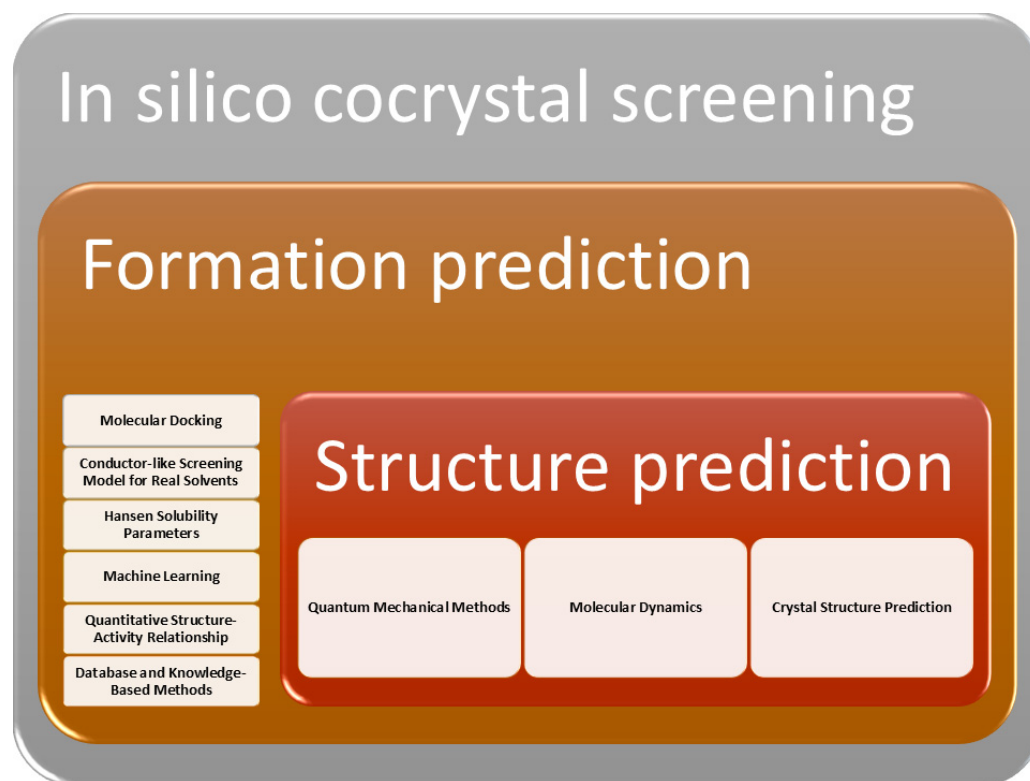 In silico cocrystal screening
Formation prediction
Molecular Docking
Conductor-like Screening
Model for Real Solvents
Hansen Solubility
Parameters
Machine Learning
Quantitative Structure-
Activity Relationship
Database and Knowledge-
Based Methods
Structure prediction
Quantum Mechanical Methods
Molecular Dynamics
Crystal Structure Prediction